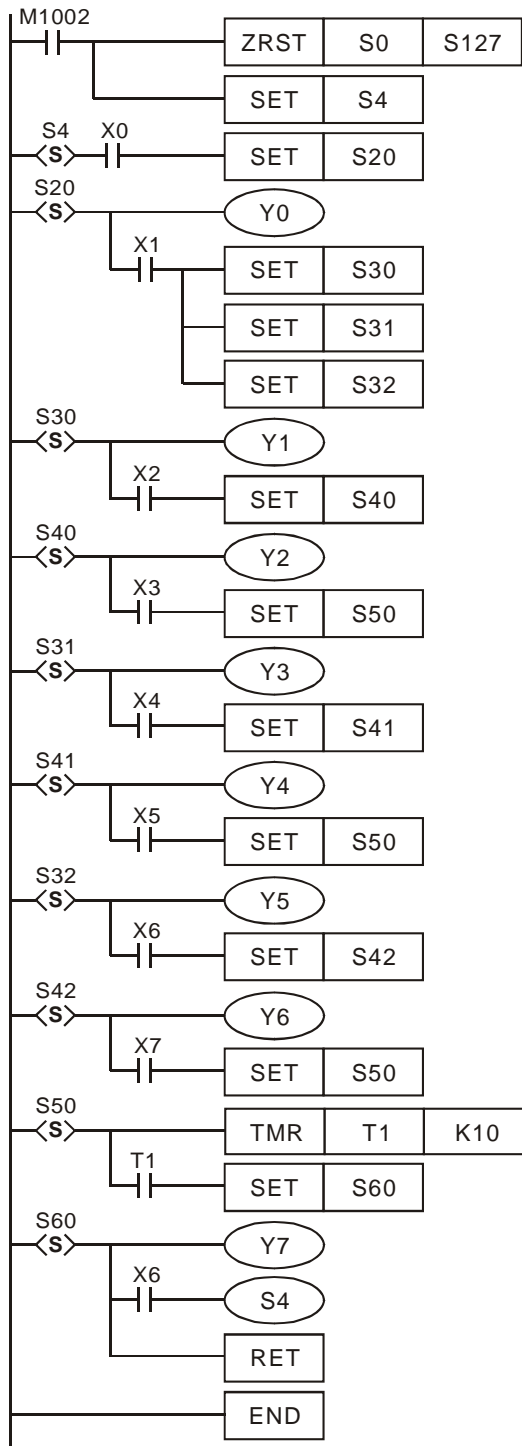 M1002
ZRST S0 S127
SET S4
S4 X0
S SET S20
S20
S Y0
X1
SET S30
SET S31
SET S32
S30
S Y1
X2
SET S40
S40
S Y2
X3
SET S50
S31
S Y3
X4
SET S41
S41
S Y4
X5
SET S50
S32
S Y5
X6
SET S42
S42
S Y6
X7
SET S50
S50
S TMR T1 K10
T1
SET S60
S60
S Y7
X6
S4
RET
END